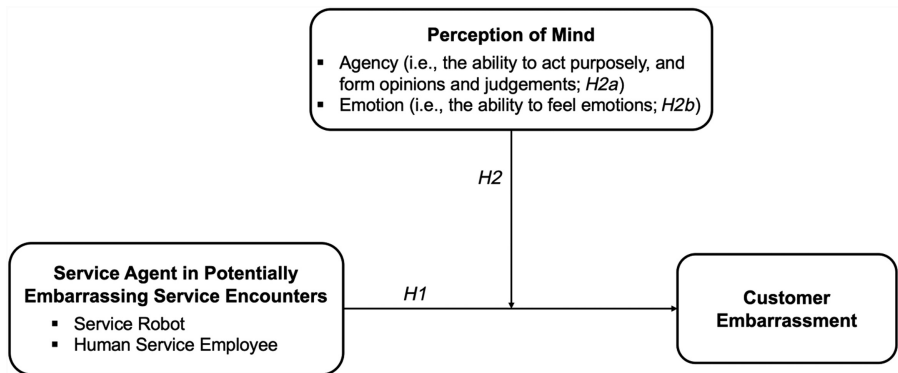 Perception of Mind
▪ Agency (i.e., the ability to act purposely, and
form opinions and judgements; H2a)
▪ Emotion (i.e., the ability to feel emotions; H2b)
H2
Service Agent in Potentially
Embarrassing Service Encounters
▪ Service Robot
▪ Human Service Employee
H1
Customer
Embarrassment